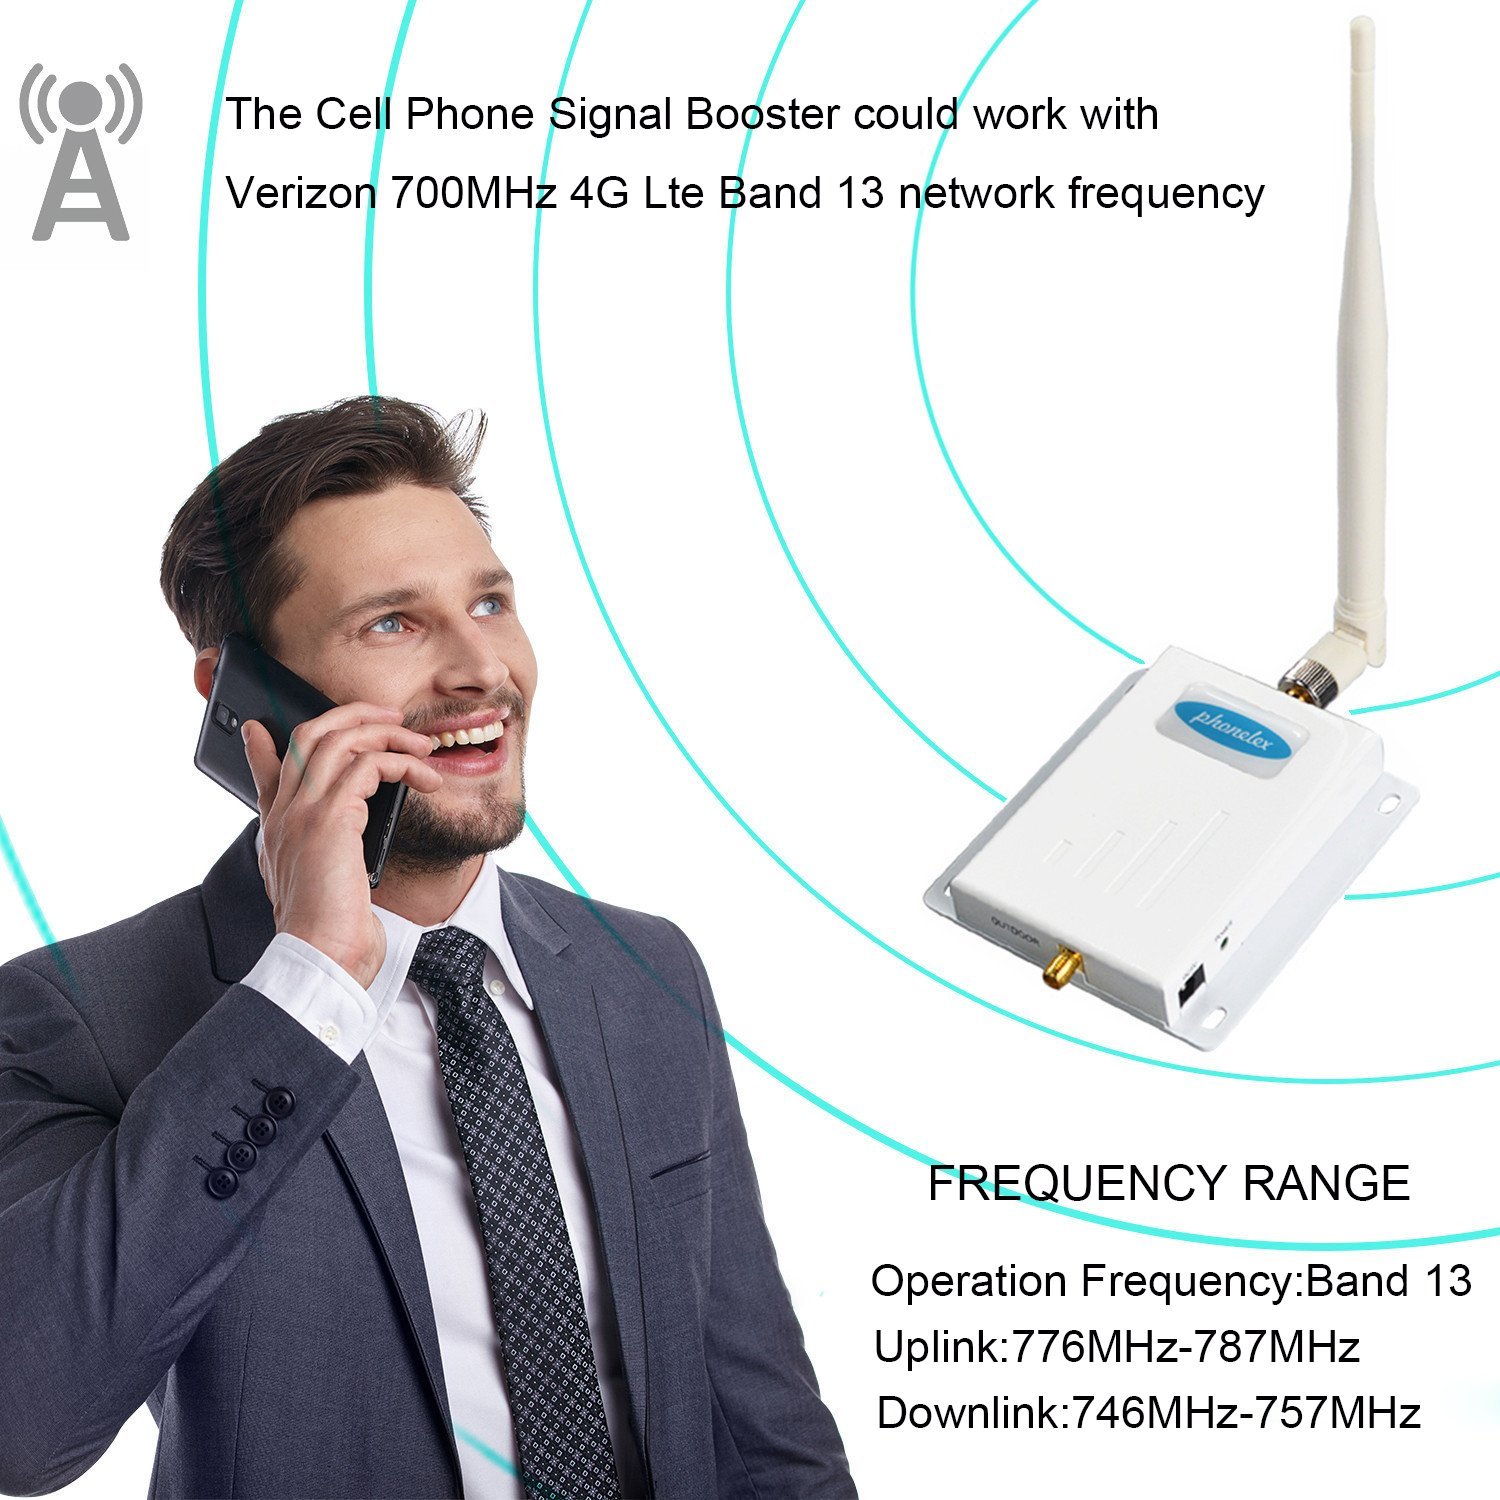 The Cell Phone Signal Booster could work with
Verizon 700MHz 4G Lte Band 13 network frequency
phonelex
OUTDOOR
FREQUENCY RANGE
Operation Frequency:Band 13
Uplink:776MHz-787MHz
Downlink:746MHz-757MHz